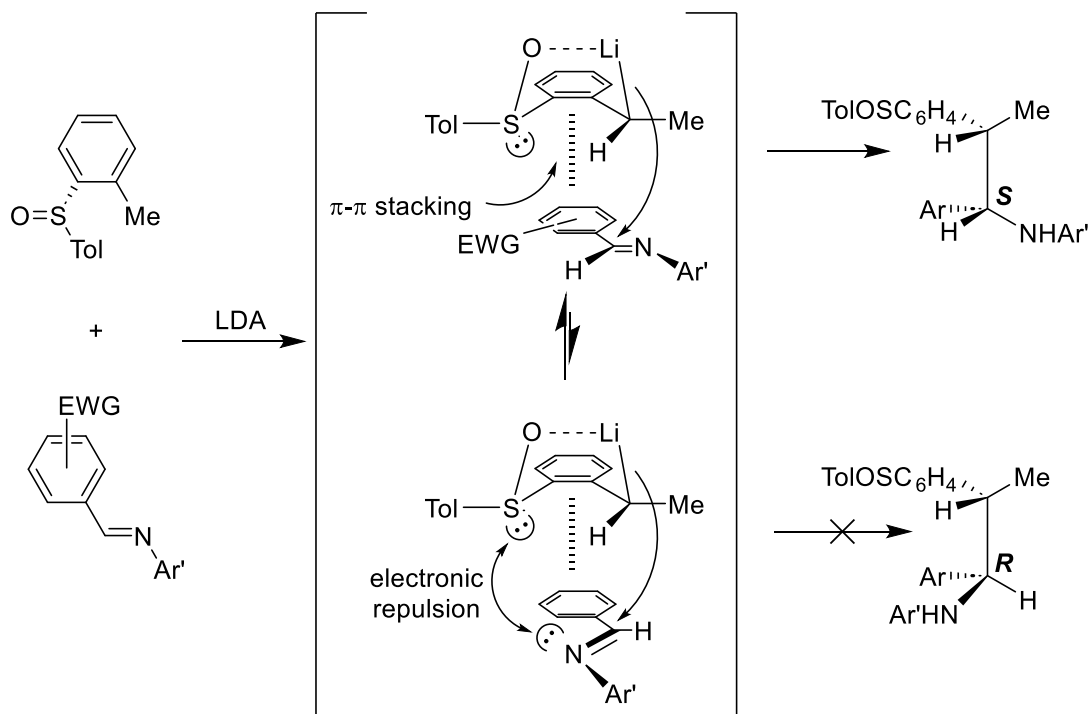 O
S
Me
Tol
+
EWG
N
Ar'
LDA
O
Li
Tol
S
Me
H
π-π stacking
EWG
H
N
Ar'
O
Li
Tol
S
Me
H
electronic
repulsion
H
N
Ar'
TolOSC6H4
Me
H
Ar
S
H
NHAr'
TolOSC6H4
Me
H
Ar
R
H
Ar'HN